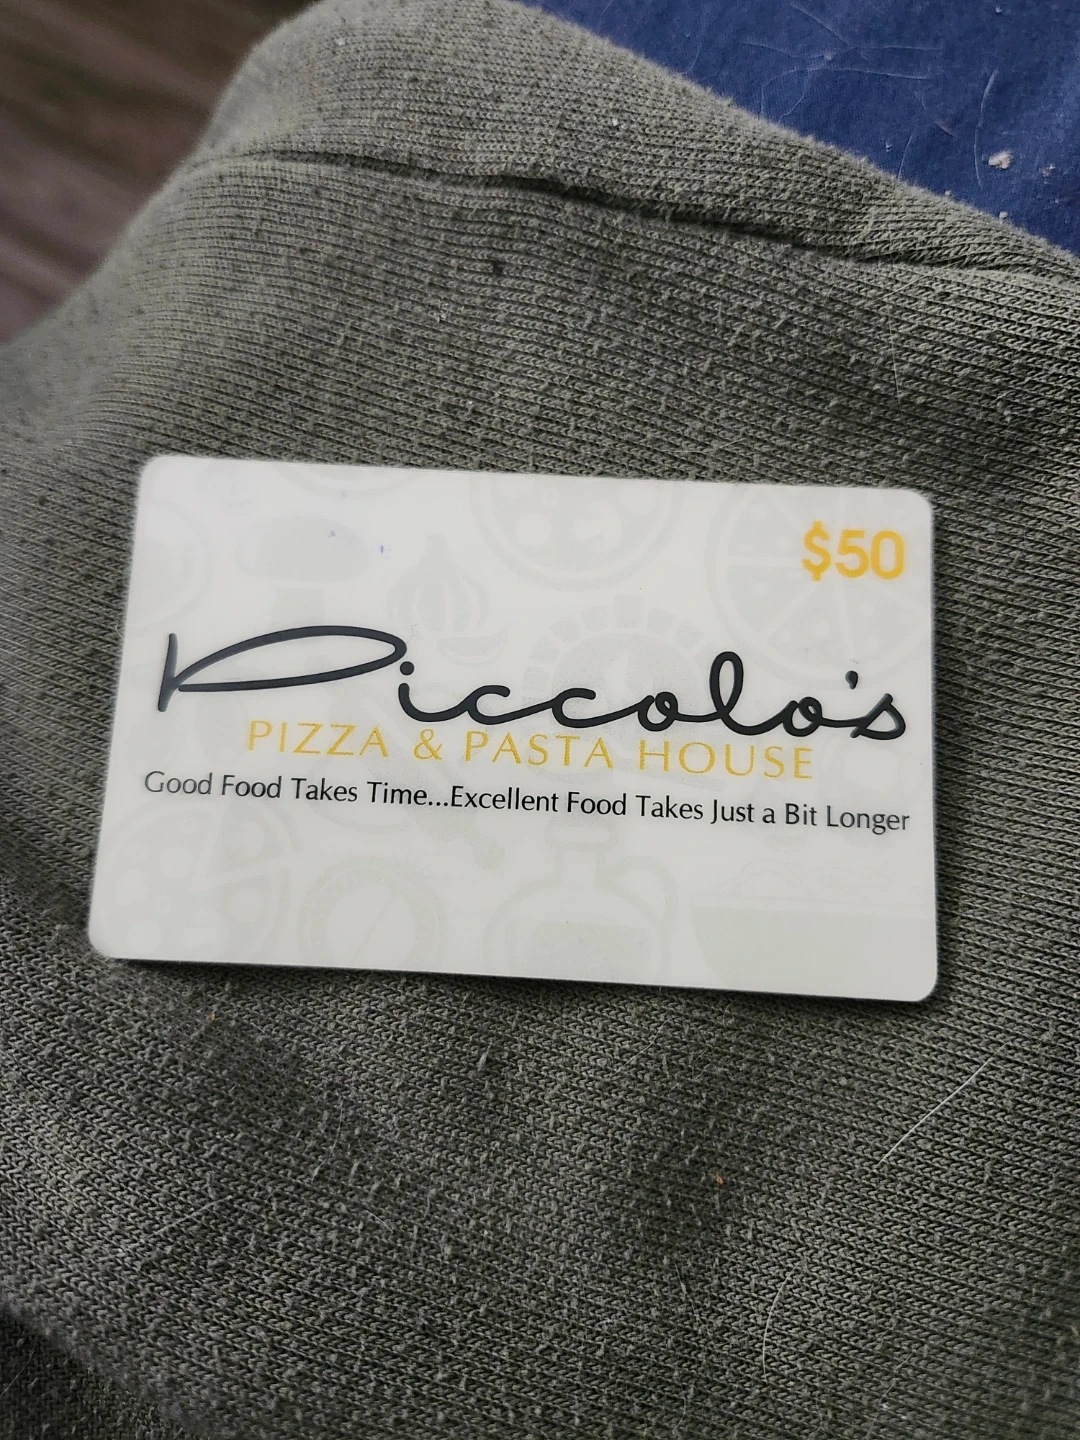 $50
Piccolo's
PIZZA & PASTA HOUSE
Good Food Takes Time...Excellent Food Takes Just a Bit Longer